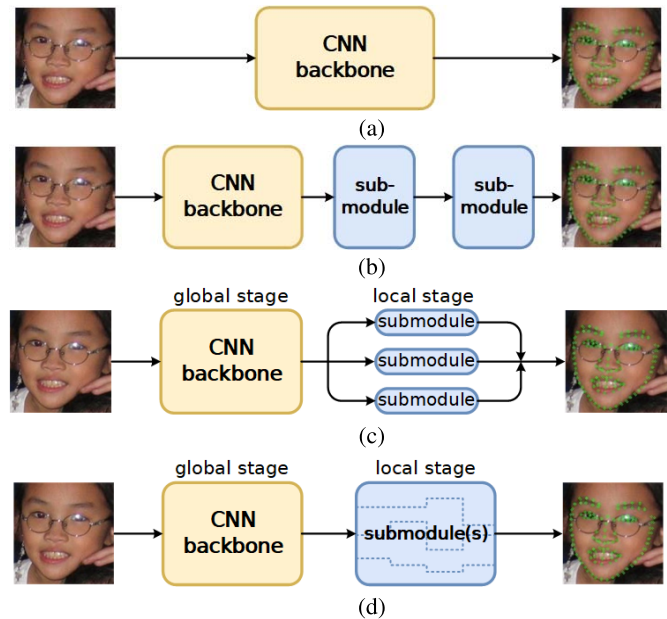 CNN
backbone
(a)
CNN
backbone
sub-
module
sub-
module
(b)
global stage
local stage
CNN
backbone
submodule
submodule
submodule
(c)
global stage
local stage
CNN
backbone
submodule(s)
(d)